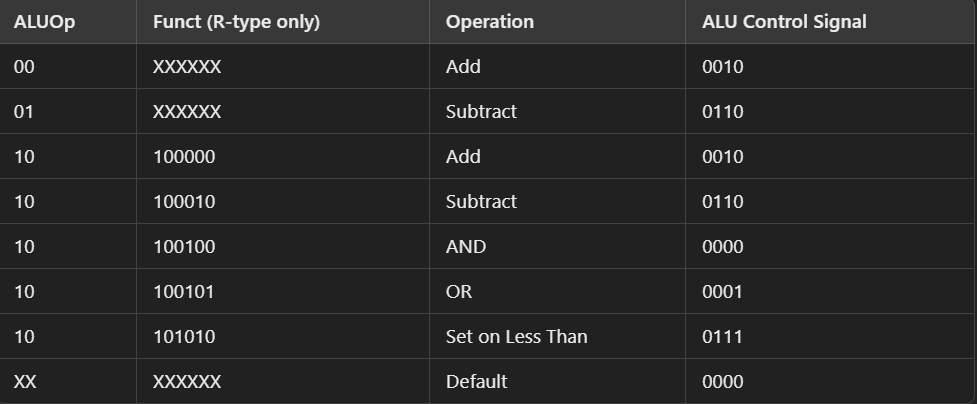 ALUOp Funct (R-type only) Operation ALU Control Signal
00 XXXXXX Add 0010
01 XXXXXX Subtract 0110
10 100000 Add 0010
10 100010 Subtract 0110
10 100100 AND 0000
10 100101 OR 0001
10 101010 Set on Less Than 0111
XX XXXXXX Default 0000